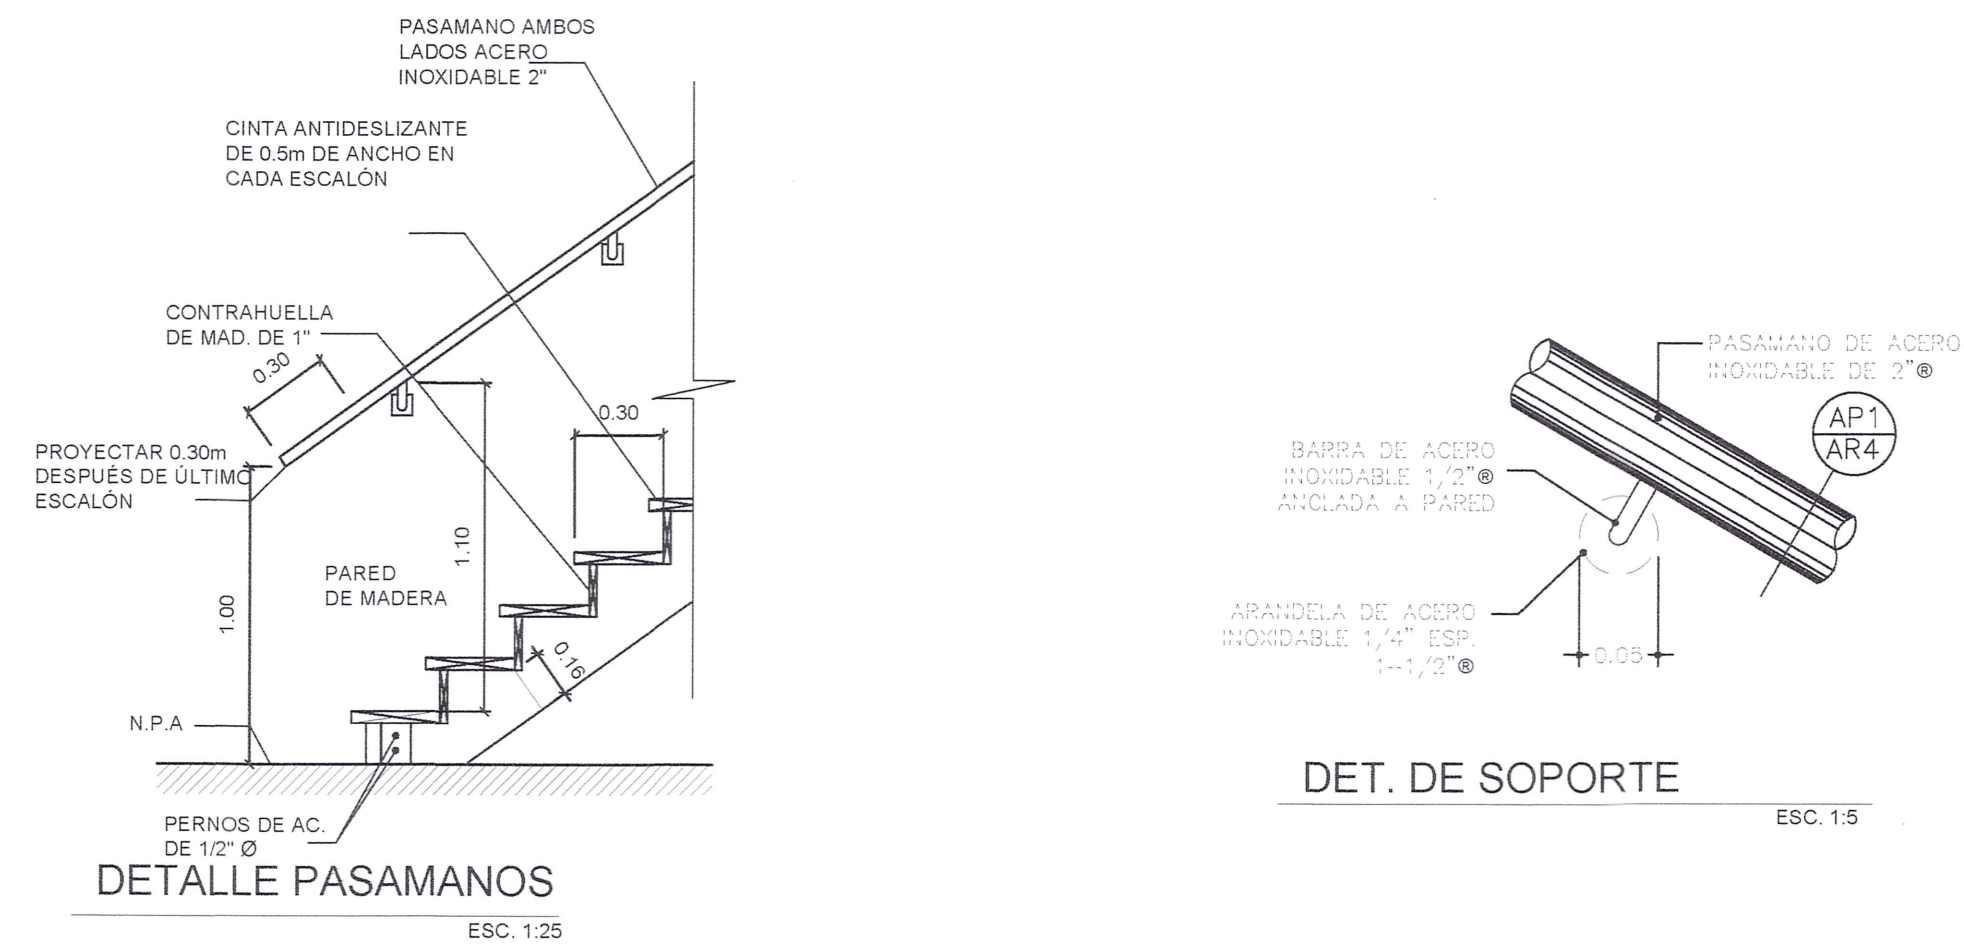 PASAMANO AMBOS
LADOS ACERO
INOXIDABLE 2"
CINTA ANTIDESLIZANTE
DE 0.5m DE ANCHO EN
CADA ESCALÓN
CONTRAHUELLA
DE MAD. DE 1"
0.30
0.30
PROYECTAR 0.30m
DESPUÉS DE ÚLTIMO
ESCALÓN
1.10
PARED
DE MADERA
1.00
0.16
N.P.A
PERNOS DE AC.
DE 1/2" Ø
DETALLE PASAMANOS
ESC. 1:25
PASAMANO DE ACERO
INOXIDABLE DE 2"®
AP1
AR4
BARRA DE ACERO
INOXIDABLE 1/2"®
ANCLADA A PARED
ARANDELA DE ACERO
INOXIDABLE 1/4" ESP.
1--1/2"®
0.05
DET. DE SOPORTE
ESC. 1:5